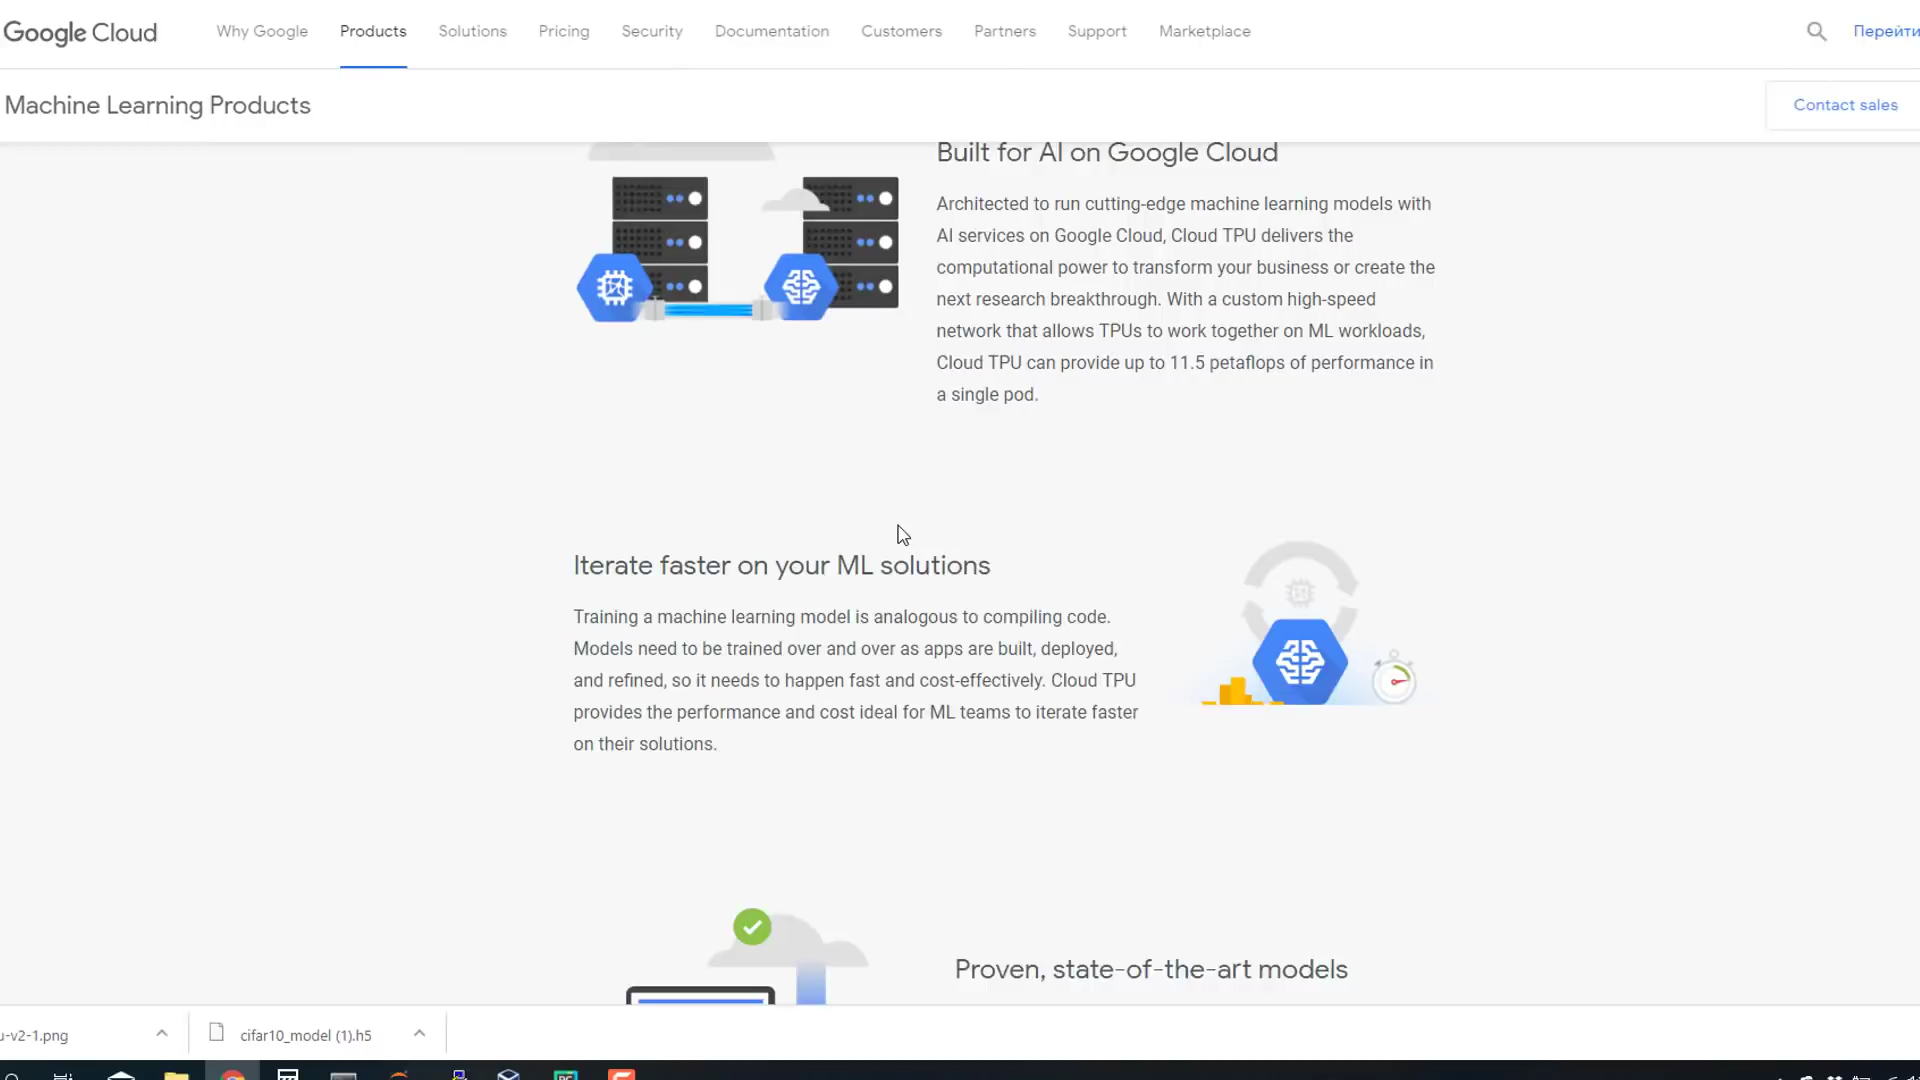 Google Cloud
Why Google
Products
Solutions
Pricing
Security
Documentation
Customers
Partners
Support
Marketplace
Перейти
Machine Learning Products
Contact sales
Built for AI on Google Cloud
Architected to run cutting-edge machine learning models with
AI services on Google Cloud, Cloud TPU delivers the
computational power to transform your business or create the
next research breakthrough. With a custom high-speed
network that allows TPUs to work together on ML workloads,
Cloud TPU can provide up to 11.5 petaflops of performance in
a single pod.
Iterate faster on your ML solutions
Training a machine learning model is analogous to compiling code.
Models need to be trained over and over as apps are built, deployed,
and refined, so it needs to happen fast and cost-effectively. Cloud TPU
provides the performance and cost ideal for ML teams to iterate faster
on their solutions.
Proven, state-of-the-art models
u-v2-1.png
cifar10_model (1).h5